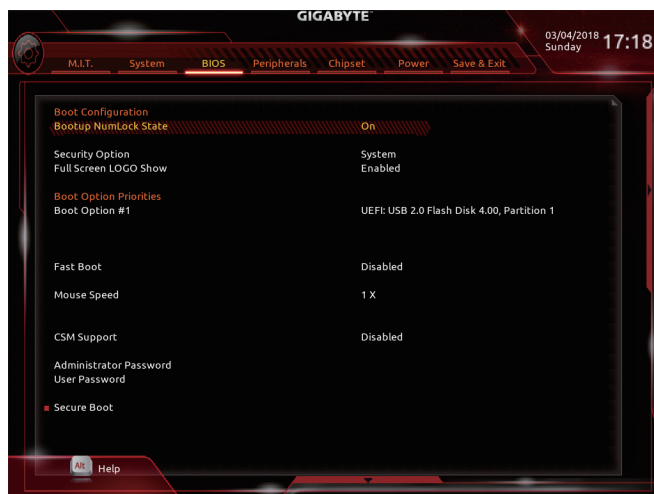 GIGABYTE
03/04/2018 17:18
Sunday
M.I.T. System BIOS Peripherals Chipset Power Save & Exit
Boot Configuration
Bootup NumLock State On
Security Option System
Full Screen LOGO Show Enabled
Boot Option Priorities
Boot Option #1 UEFI: USB 2.0 Flash Disk 4.00, Partition 1
Fast Boot Disabled
Mouse Speed 1 X
CSM Support Disabled
Administrator Password
User Password
Secure Boot
Alt Help